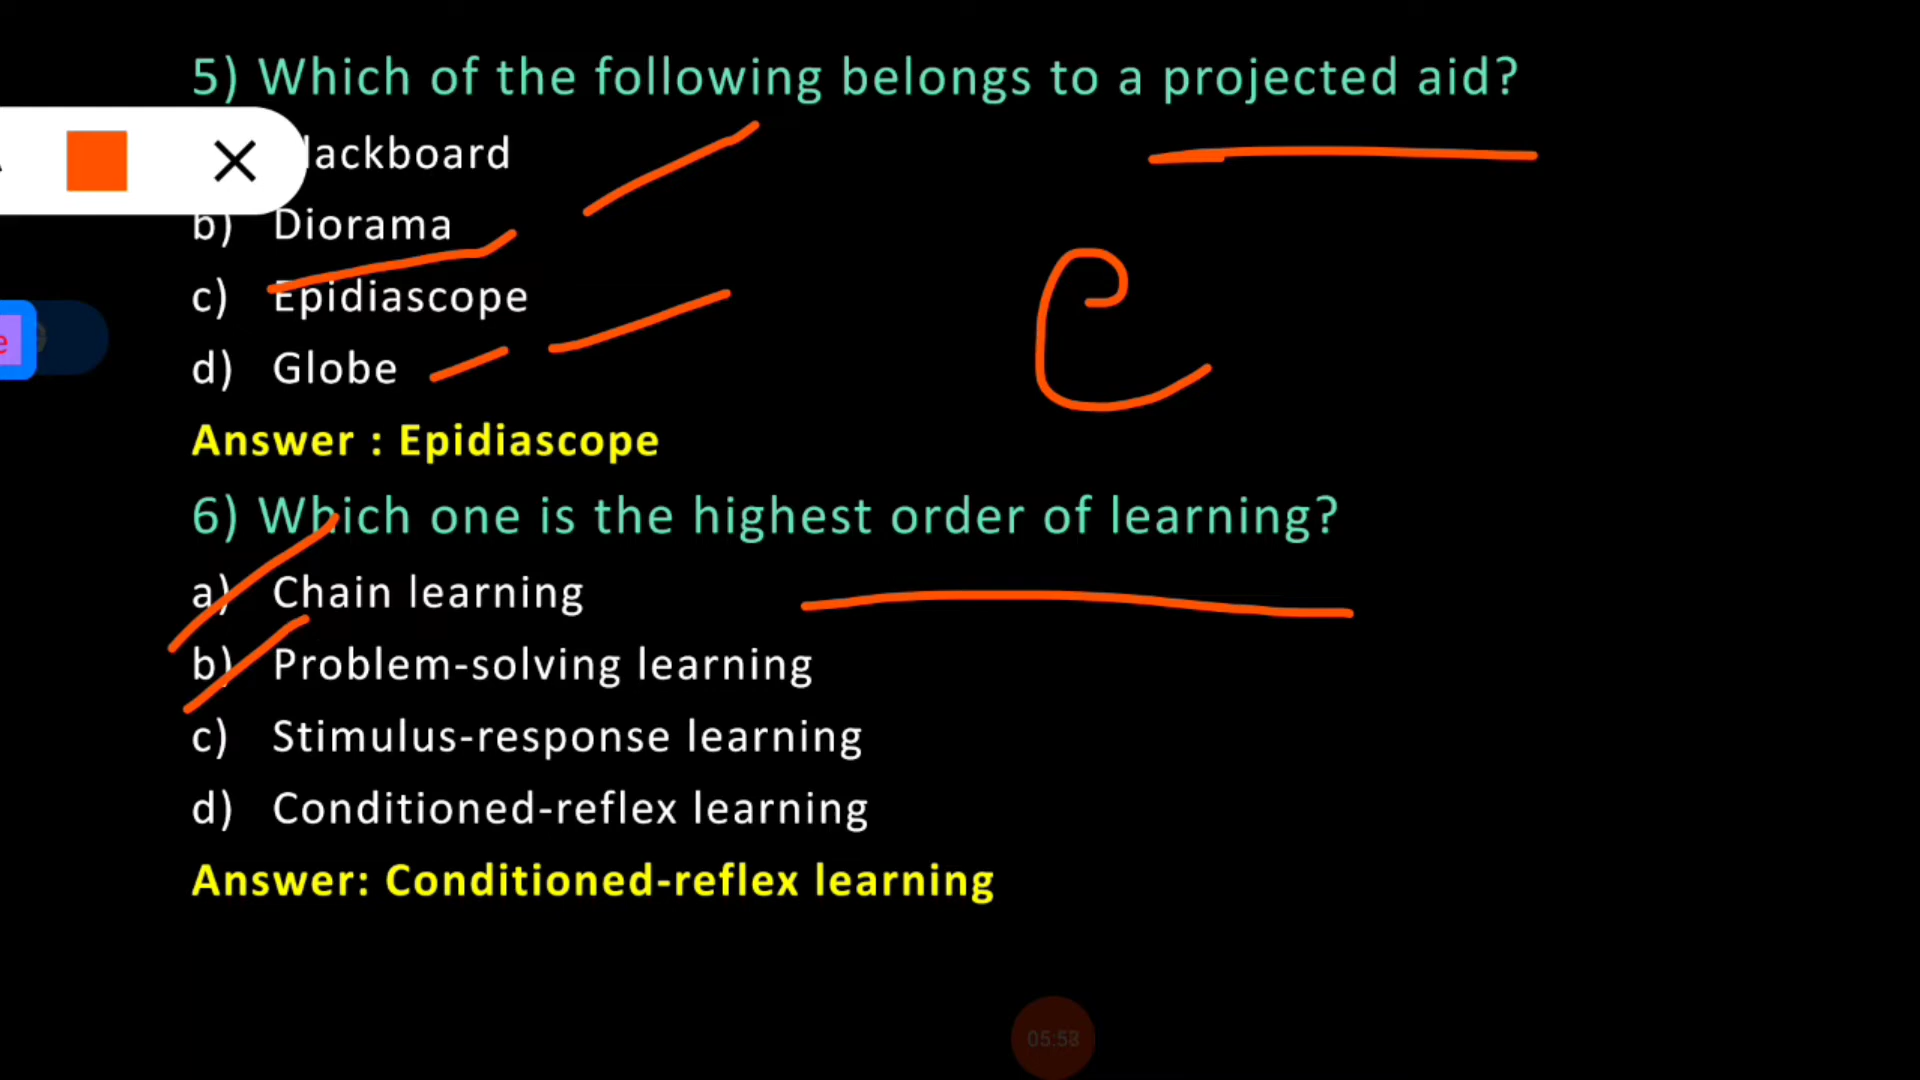 5) Which of the following belongs to a projected aid?
lackboard
b) Diorama
c) Epidiascope
d) Globe
Answer : Epidiascope
6) Which one is the highest order of learning?
a) Chain learning
b) Problem-solving learning
c) Stimulus-response learning
d) Conditioned-reflex learning
Answer: Conditioned-reflex learning
e
C
05:53